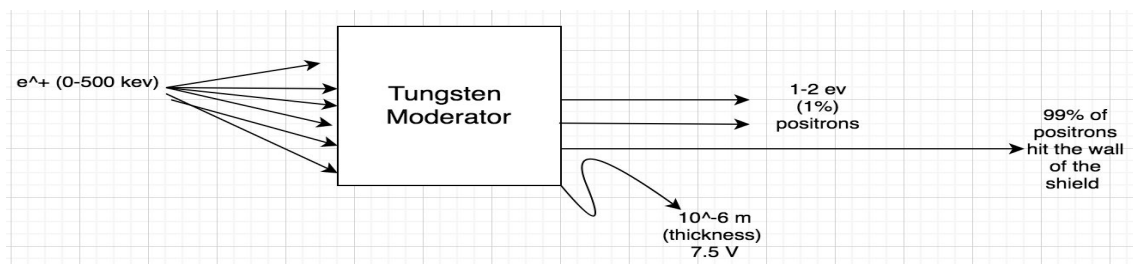 e^+ (0-500 kev)
Tungsten
Moderator
1-2 ev
(1%)
positrons
99% of
positrons
hit the wall
of the
shield
10^-6 m
(thickness)
7.5 V